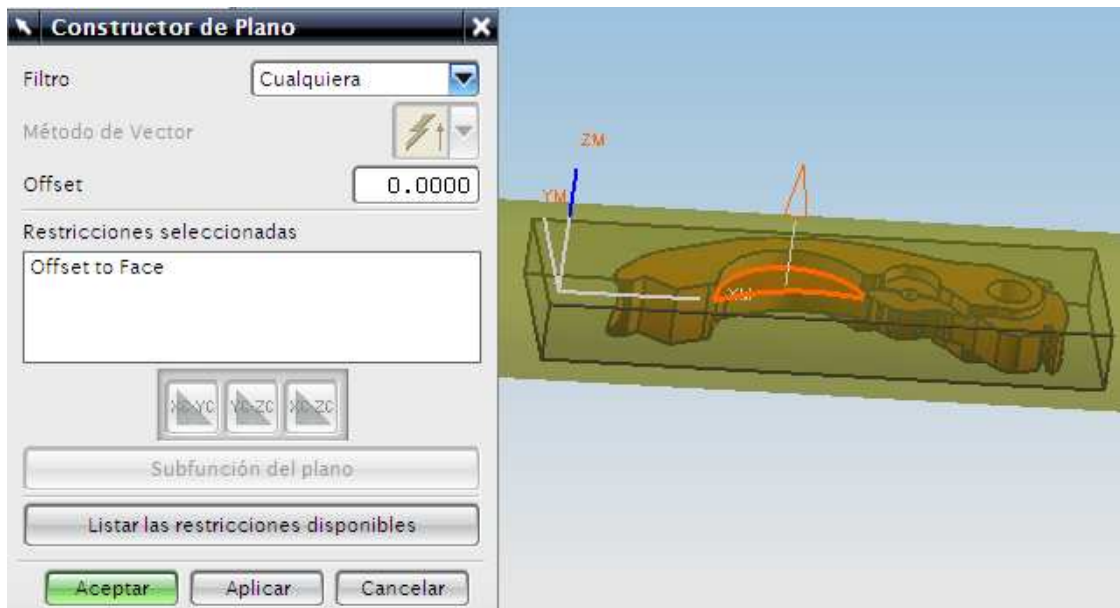 Constructor de Plano
Filtro
Cualquiera
Método de Vector
Offset
0.0000
Restricciones seleccionadas
Offset to Face
XC-YC
YC-ZC
XC-ZC
Subfunción del plano
Listar las restricciones disponibles
Aceptar
Aplicar
Cancelar
ZM
YM
XM